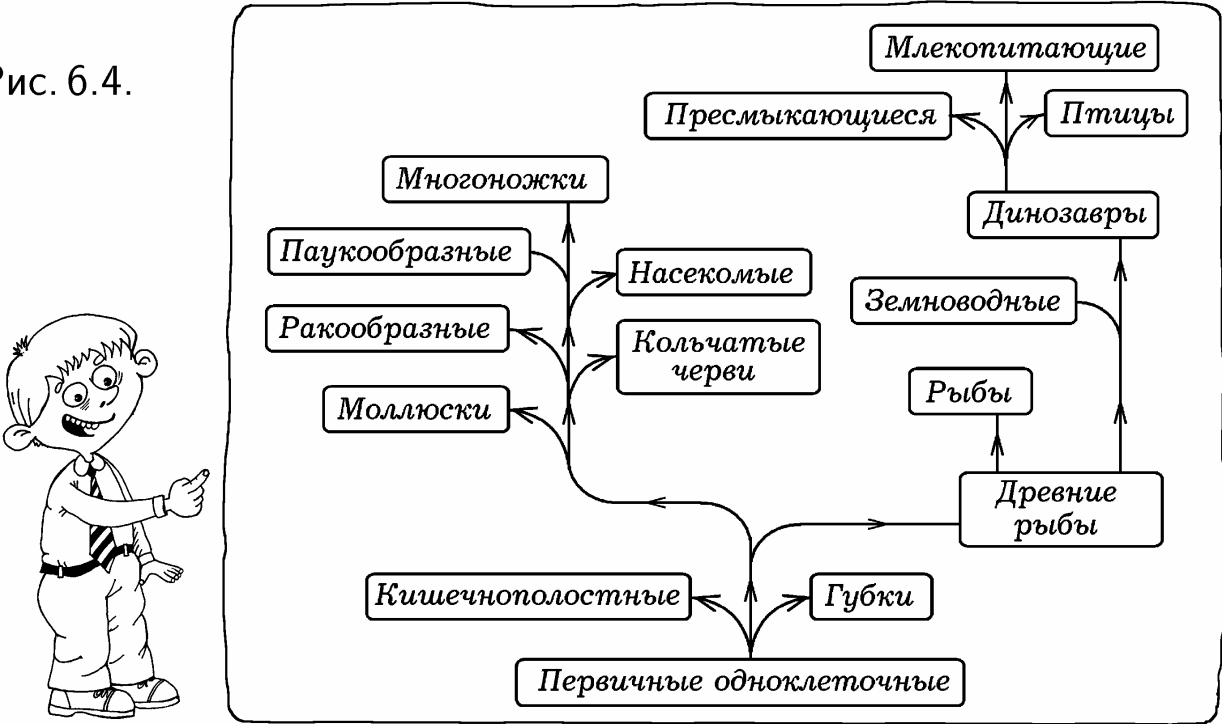 Рис. 6.4.
Млекопитающие
Пресмыкающиеся
Птицы
Многоножки
Динозавры
Паукообразные
Насекомые
Земноводные
Ракообразные
Кольчатые
черви
Рыбы
Моллюски
Древние
рыбы
Кишечнополостные
Губки
Первичные одноклеточные